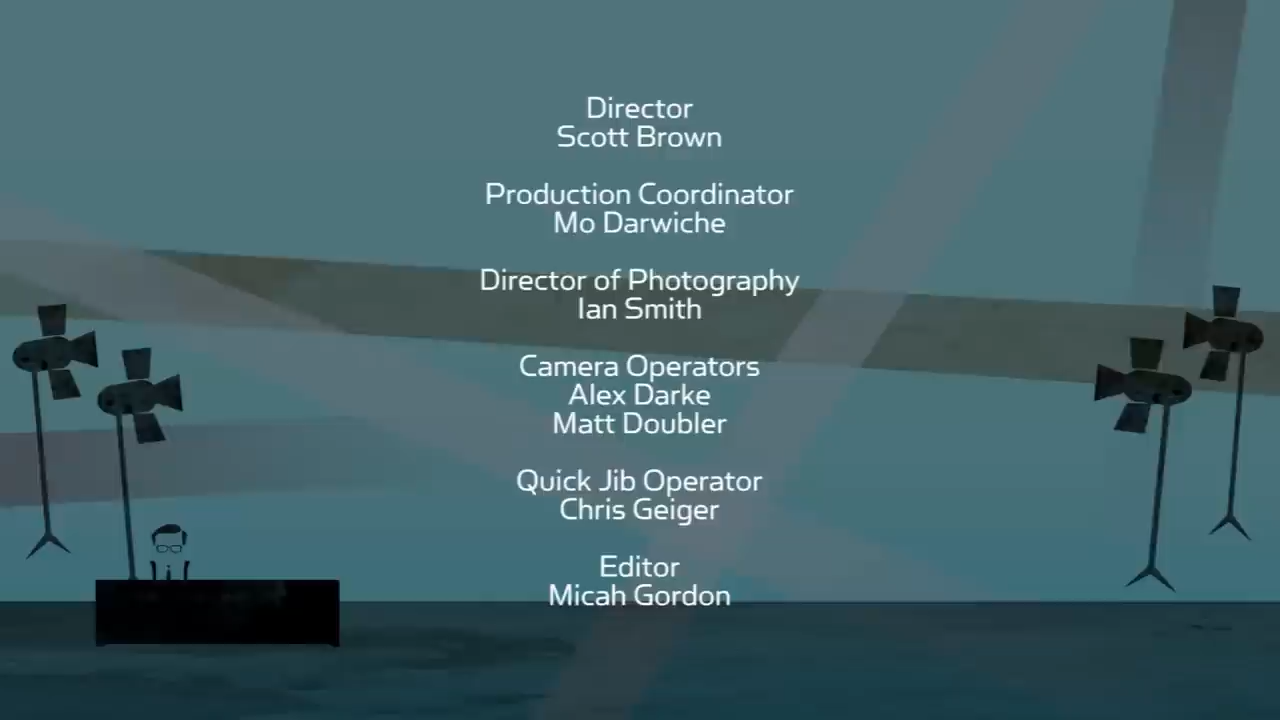 Director
Scott Brown
Production Coordinator
Mo Darwiche
Director of Photography
Ian Smith
Camera Operators
Alex Darke
Matt Doubler
Quick Jib Operator
Chris Geiger
Editor
Micah Gordon